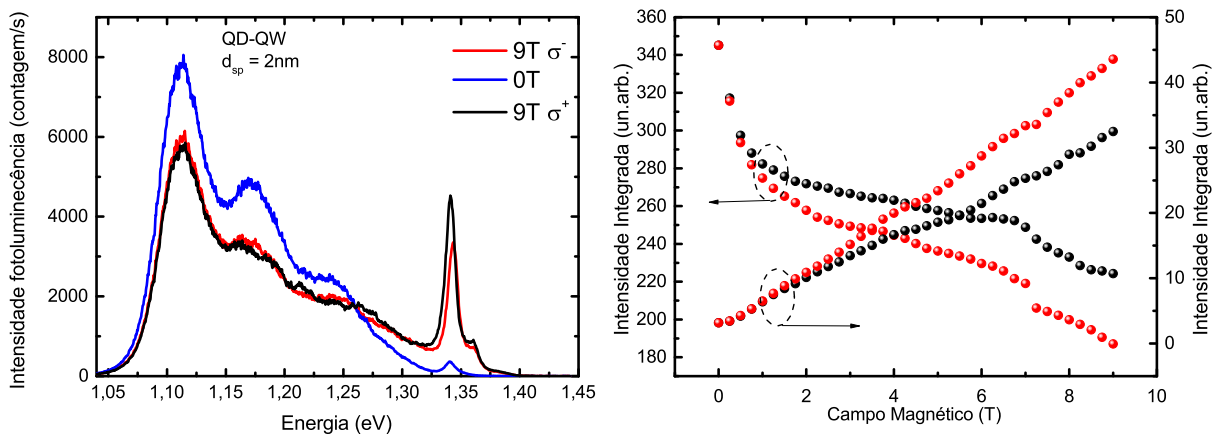 QD-QW
d_sp = 2nm
9T σ⁻
0T
9T σ⁺
Intensidade fotoluminecência (contagem/s)
8000
6000
4000
2000
0
1,05 1,10 1,15 1,20 1,25 1,30 1,35 1,40 1,45
Energia (eV)
Intensidade Integrada (un.arb.)
360
340
320
300
280
260
240
220
200
180
0 2 4 6 8 10
Campo Magnético (T)
50
40
30
20
10
0
Intensidade Integrada (un.arb.)